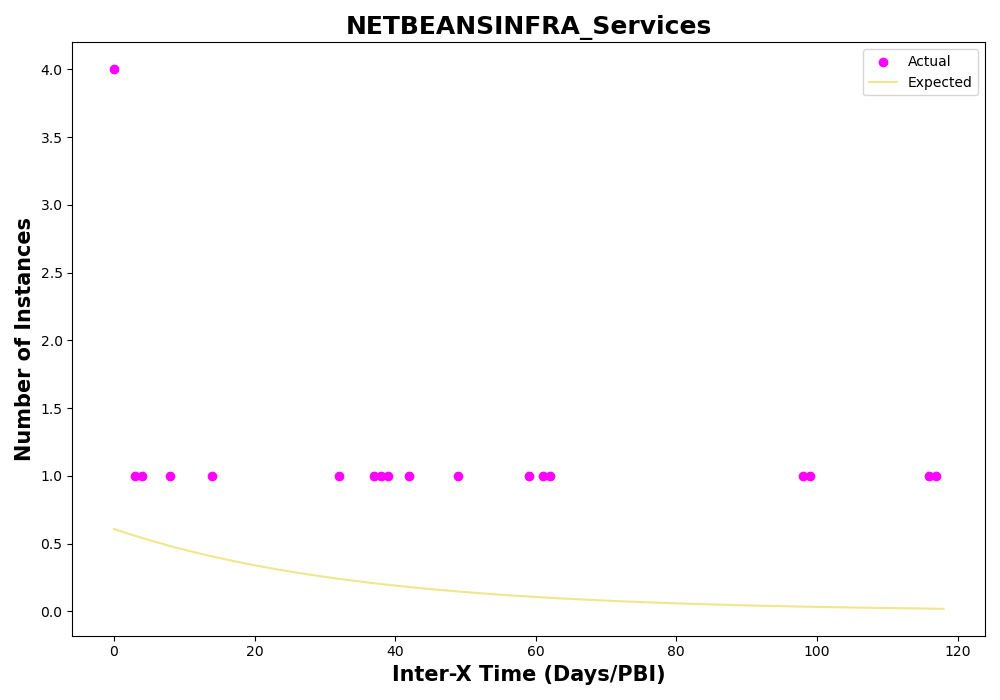 NETBEANSINFRA_Services
Actual
Expected
Number of Instances
4.0
3.5
3.0
2.5
2.0
1.5
1.0
0.5
0.0
0 20 40 60 80 100 120
Inter-X Time (Days/PBI)